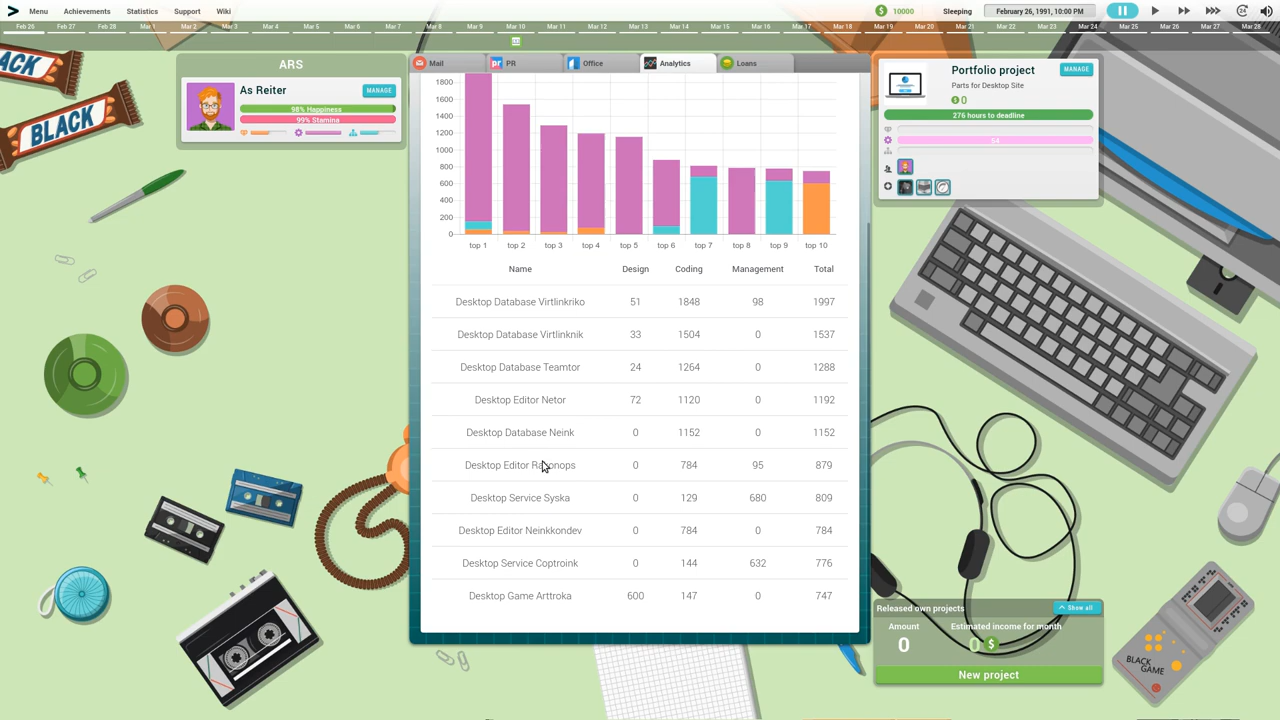 Menu Achievements Statistics Support Wiki 10000 Sleeping February 26, 1991, 10:00 PM 24
Feb 26 Feb 27 Feb 28 Mar 1 Mar 2 Mar 3 Mar 4 Mar 5 Mar 6 Mar 7 Mar 8 Mar 9 Mar 10 Mar 11 Mar 12 Mar 13 Mar 14 Mar 15 Mar 16 Mar 17 Mar 18 Mar 19 Mar 20 Mar 21 Mar 22 Mar 23 Mar 24 Mar 25 Mar 26 Mar 27 Mar 28
ARS
As Reiter
MANAGE
98% Happiness
99% Stamina
Mail PR Office Analytics Loans
1800
1600
1400
1200
1000
800
600
400
200
0
top 1 top 2 top 3 top 4 top 5 top 6 top 7 top 8 top 9 top 10
Name Design Coding Management Total
Desktop Database Virtlinkriko 51 1848 98 1997
Desktop Database Virtlinknik 33 1504 0 1537
Desktop Database Teamtor 24 1264 0 1288
Desktop Editor Netor 72 1120 0 1192
Desktop Database Neink 0 1152 0 1152
Desktop Editor 0 784 95 879
Desktop Service Syska 0 129 680 809
Desktop Editor Neinkkondev 0 784 0 784
Desktop Service Coptroink 0 144 632 776
Desktop Game Arttroka 600 147 0 747
Portfolio project
MANAGE
Parts for Desktop Site
0
276 hours to deadline
54
Released own projects
Show all
Amount Estimated income for month
0 0
New project
BLACK
BLACK
GAME